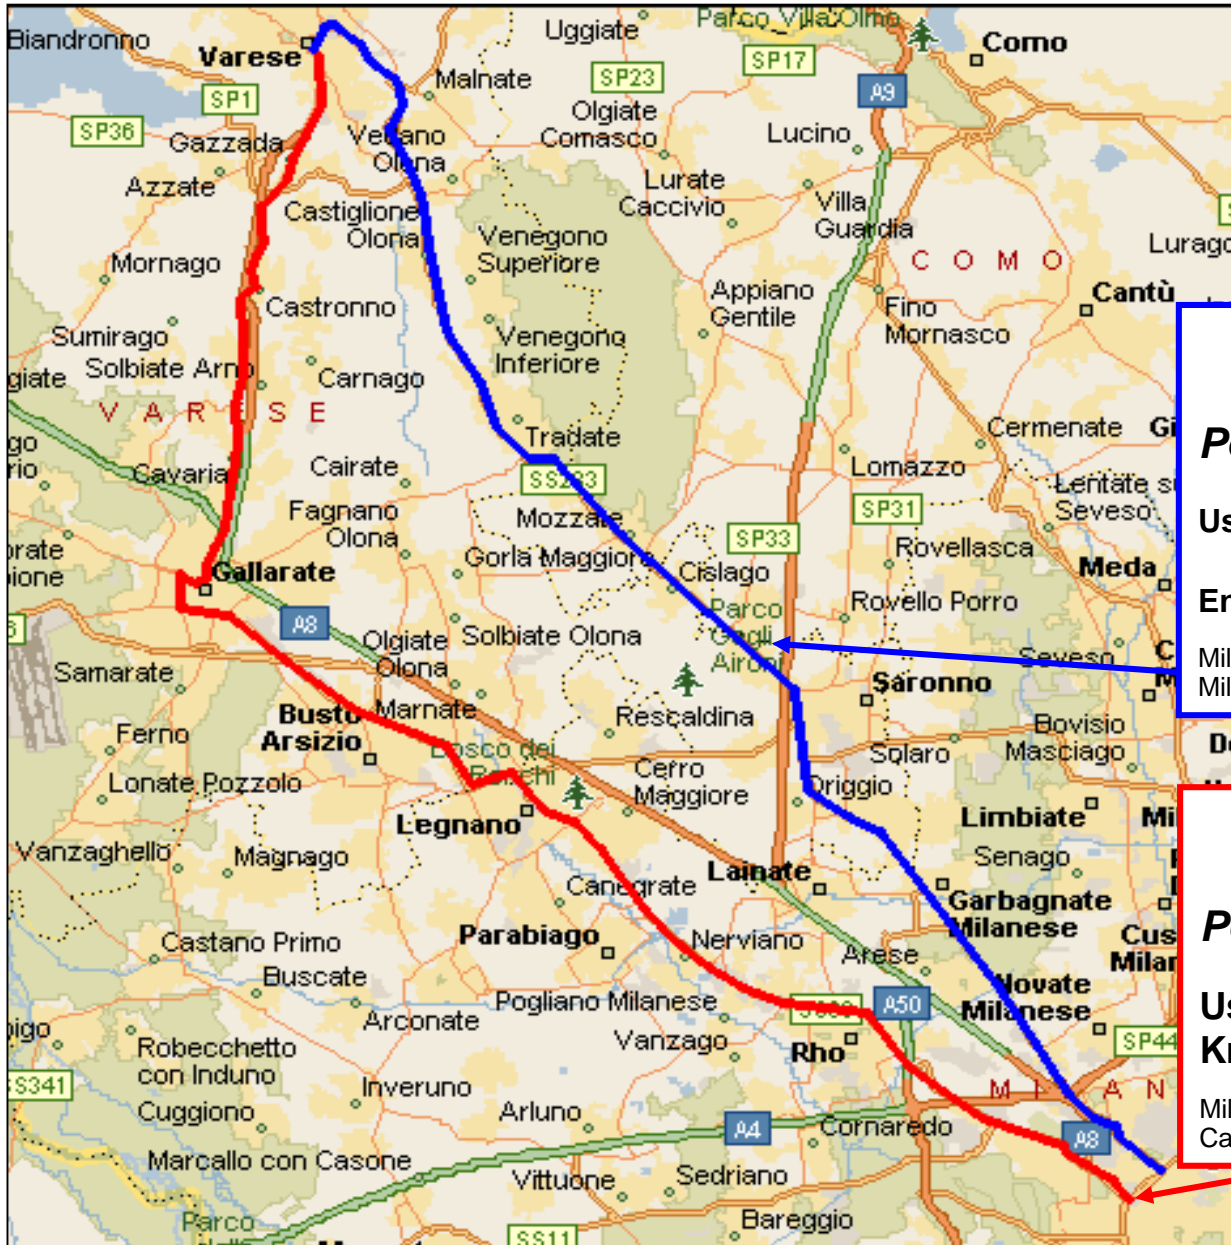 Biandronno
Varese
Uggiate
Parco Villa Olmo
Como
SP1
SP23
SP17
A9
Malnate
SP36
Gazzada
Azzate
Olgiate
Comasco
Lucino
Lurate
Caccivio
Villa
Guardia
Castiglione
Olona
Venegono
Superiore
Mornago
Castronno
Appiano
Gentile
C O M O
Lurago
Cantù
Fino
Mornasco
Sumirago
Solbiate Arno
Carnago
Venegono
Inferiore
V A R E S E
Tradate
Cermenate
Cavaria
Cairate
Lomazzo
Lentate
Seveso
Fagnano
Olona
Mozzate
SP31
SP33
Rovellasca
Gorla Maggiore
Cislago
Meda
Gallarate
A8
Olgiate
Olona
Solbiate Olona
Parco
Rovello Porro
Seveso
Samarate
Saronno
Busto
Arsizio
Marnate
Rescaldina
Bovisio
Masciago
Ferno
Solaro
Lonate Pozzolo
Cerro
Maggiore
Legnano
Limbiate
Senago
Vanzaghello
Magnago
Canegrate
Lainate
Garbagnate
Milanese
Castano Primo
Parabiago
Nerviano
Arese
Buscate
Pogliano Milanese
A50
Novate
Milanese
Arconate
Vanzago
Rho
SP44
Robecchetto
con Induno
Inveruno
SS341
Cuggiono
Arluno
A4
Cornaredo
A8
Marcallo con Casone
Vittuone
Sedriano
Parco
SS11
Bareggio